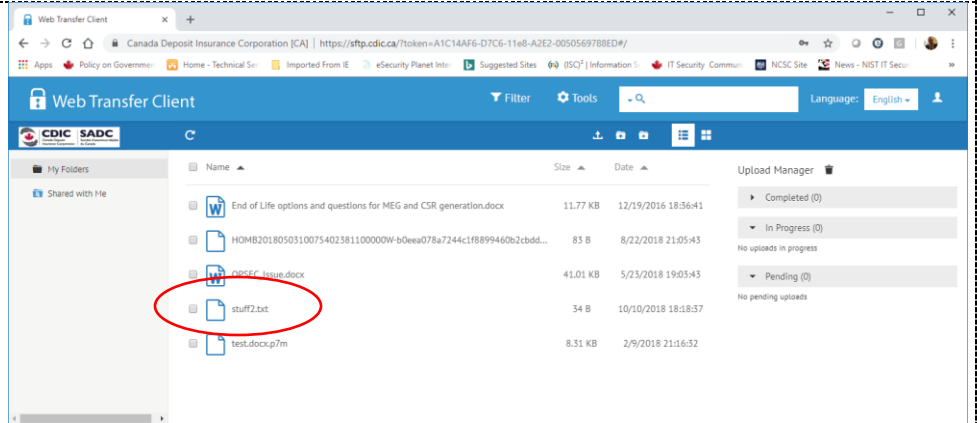 Web Transfer Client
Canada Deposit Insurance Corporation [CA] | https://sftp.cdic.ca/?token=A1C14AF6-D7C6-11e8-A2E2-0050569788ED#/
Apps Policy on Governmen Home - Technical Ser Imported From IE eSecurity Planet Inter Suggested Sites (ISC)² | Information S IT Security Commun NCSC Site News - NIST IT Secur »
Web Transfer Client Filter Tools Language: English
CDIC SADC
My Folders Name Size Date Upload Manager
Shared with Me
Completed (0)
End of Life options and questions for MEG and CSR generation.docx 11.77 KB 12/19/2016 18:36:41
In Progress (0)
HOMB2018050310075402381100000W-b0eea078a7244c1f8899460b2cbdd... 83 B 8/22/2018 21:05:43
No uploads in progress
OPSEC_Issue.docx 41.01 KB 5/23/2018 19:03:43
Pending (0)
No pending uploads
stuff2.txt 34 B 10/10/2018 18:18:37
test.docx.p7m 8.31 KB 2/9/2018 21:16:32